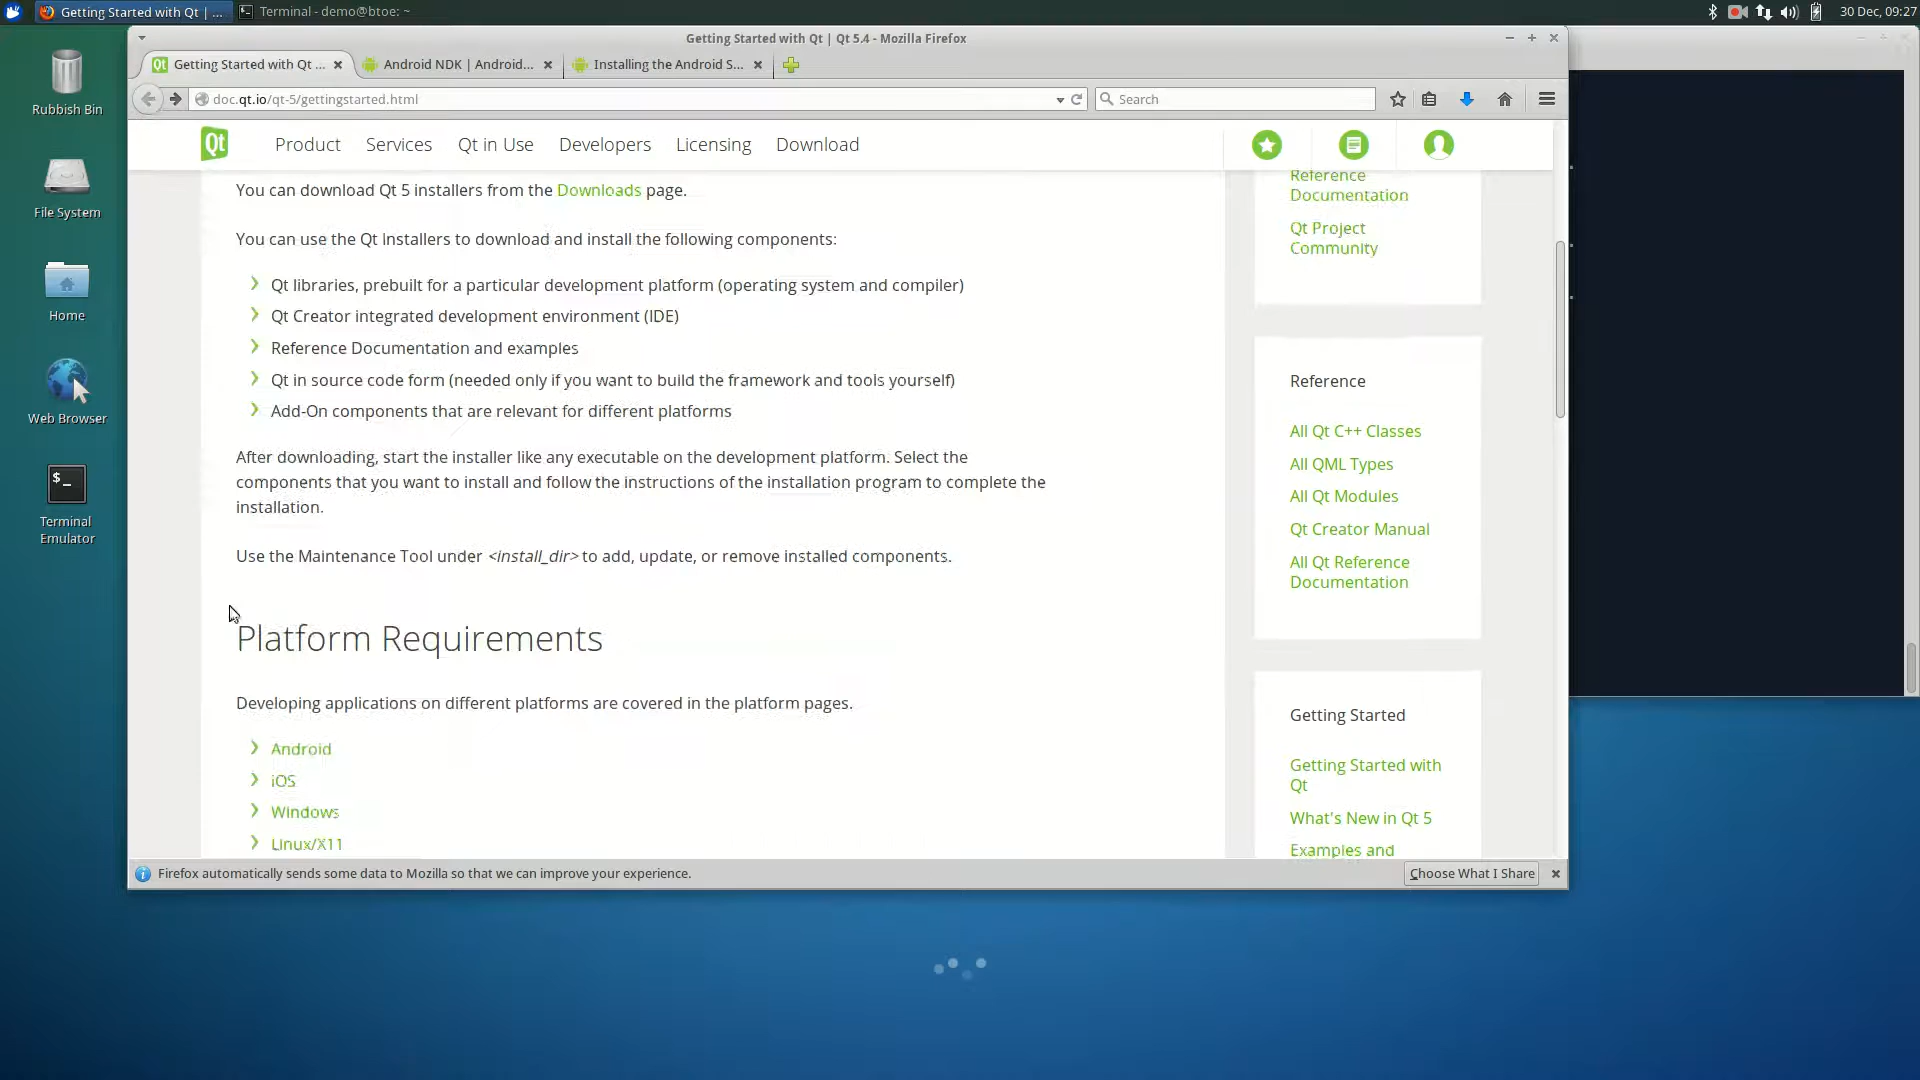 Getting Started with Qt | ...
Terminal - demo@btoe: ~
30 Dec, 09:27
Getting Started with Qt | Qt 5.4 - Mozilla Firefox
Getting Started with Qt ...
Android NDK | Android...
Installing the Android S...
doc.qt.io/qt-5/gettingstarted.html
Search
Qt
Product
Services
Qt in Use
Developers
Licensing
Download
Rubbish Bin
File System
Home
Web Browser
$_
Terminal
Emulator
You can download Qt 5 installers from the Downloads page.
You can use the Qt Installers to download and install the following components:
Qt libraries, prebuilt for a particular development platform (operating system and compiler)
Qt Creator integrated development environment (IDE)
Reference Documentation and examples
Qt in source code form (needed only if you want to build the framework and tools yourself)
Add-On components that are relevant for different platforms
After downloading, start the installer like any executable on the development platform. Select the
components that you want to install and follow the instructions of the installation program to complete the
installation.
Use the Maintenance Tool under <install_dir> to add, update, or remove installed components.
Platform Requirements
Developing applications on different platforms are covered in the platform pages.
Android
iOS
Windows
Linux/X11
Reference
Documentation
Qt Project
Community
Reference
All Qt C++ Classes
All QML Types
All Qt Modules
Qt Creator Manual
All Qt Reference
Documentation
Getting Started
Getting Started with
Qt
What's New in Qt 5
Examples and
Firefox automatically sends some data to Mozilla so that we can improve your experience.
Choose What I Share